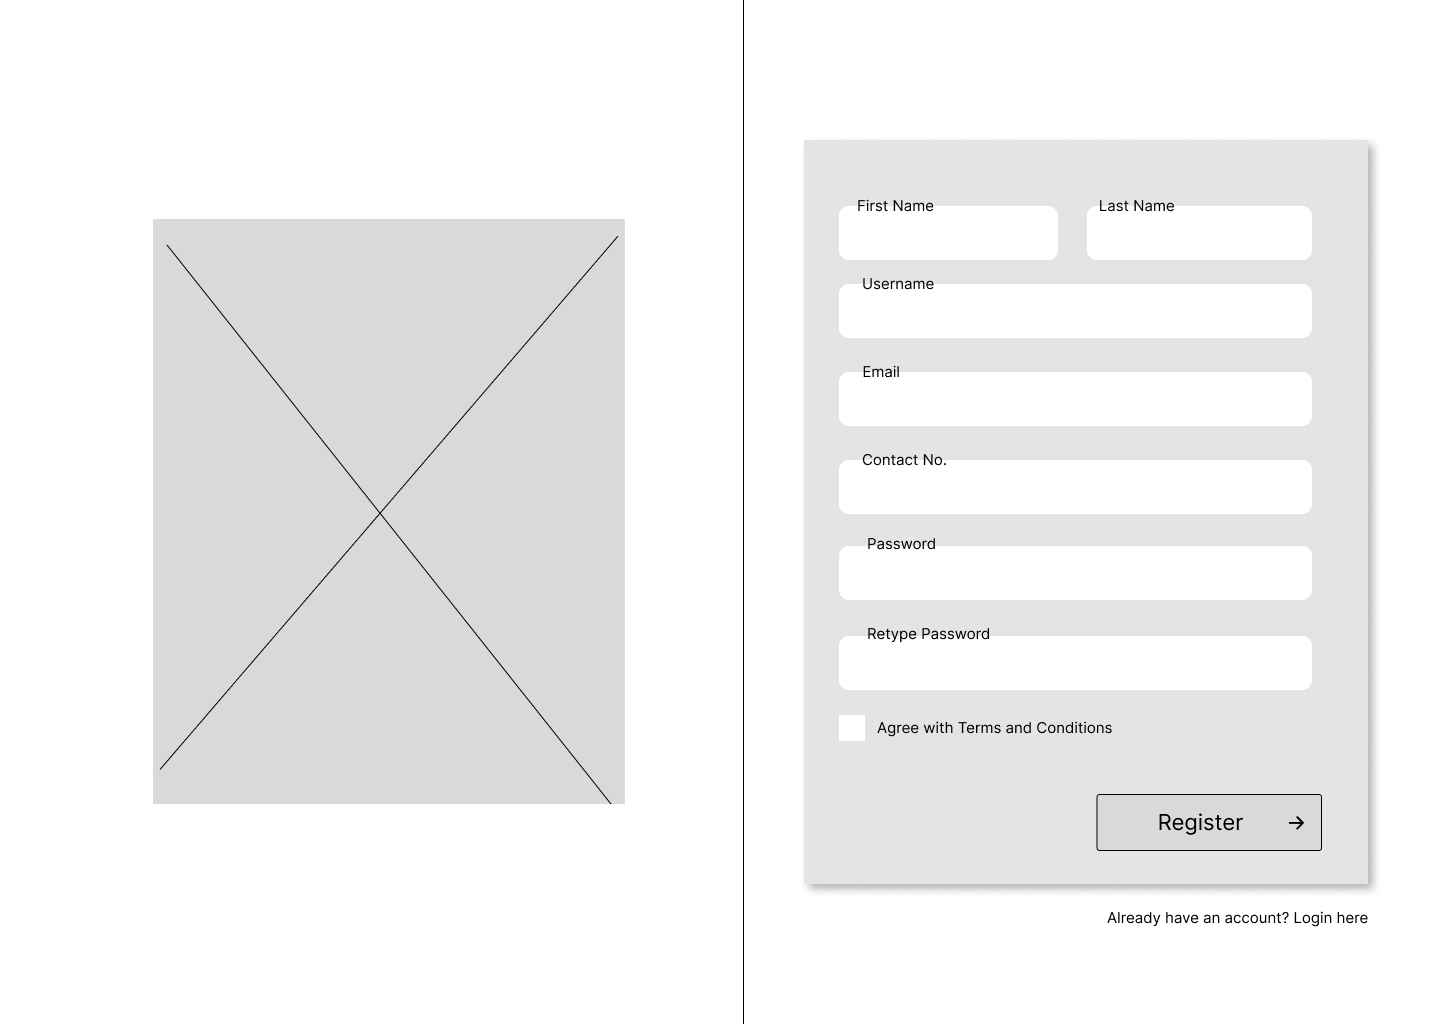 First Name
Last Name
Username
Email
Contact No.
Password
Retype Password
Agree with Terms and Conditions
Register
Already have an account? Login here